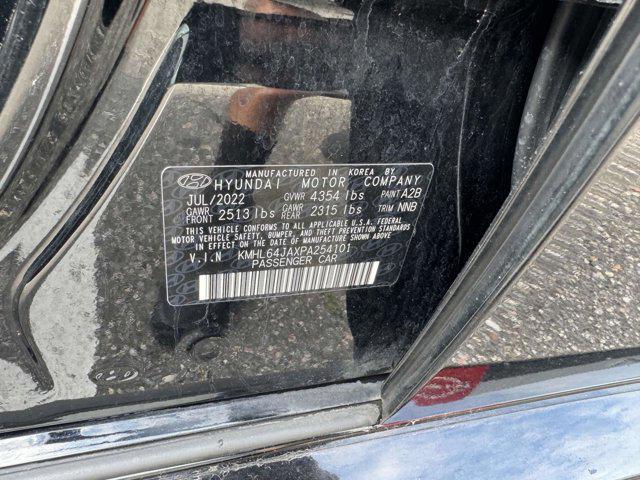 MANUFACTURED IN KOREA BY
HYUNDAI MOTOR COMPANY
JUL/2022 GVWR 4354 lbs PAINT A2B
GAWR FRONT 2513 lbs GAWR REAR 2315 lbs TRIM NNB
THIS VEHICLE CONFORMS TO ALL APPLICABLE U.S.A. FEDERAL
MOTOR VEHICLE SAFETY, BUMPER, AND THEFT PREVENTION STANDARDS
IN EFFECT ON THE DATE OF MANUFACTURE SHOWN ABOVE.
V.I.N KMHL64JAXPA254101
PASSENGER CAR